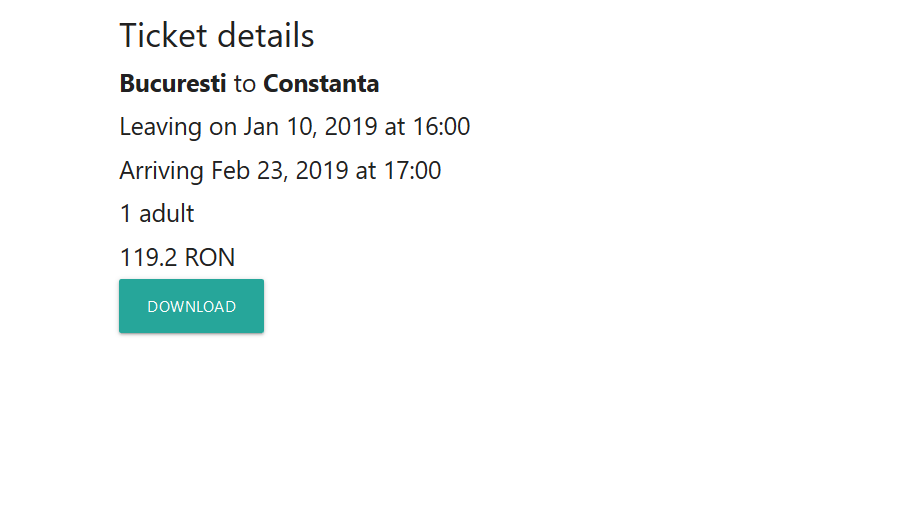 Ticket details
Bucuresti to Constanta
Leaving on Jan 10, 2019 at 16:00
Arriving Feb 23, 2019 at 17:00
1 adult
119.2 RON
DOWNLOAD